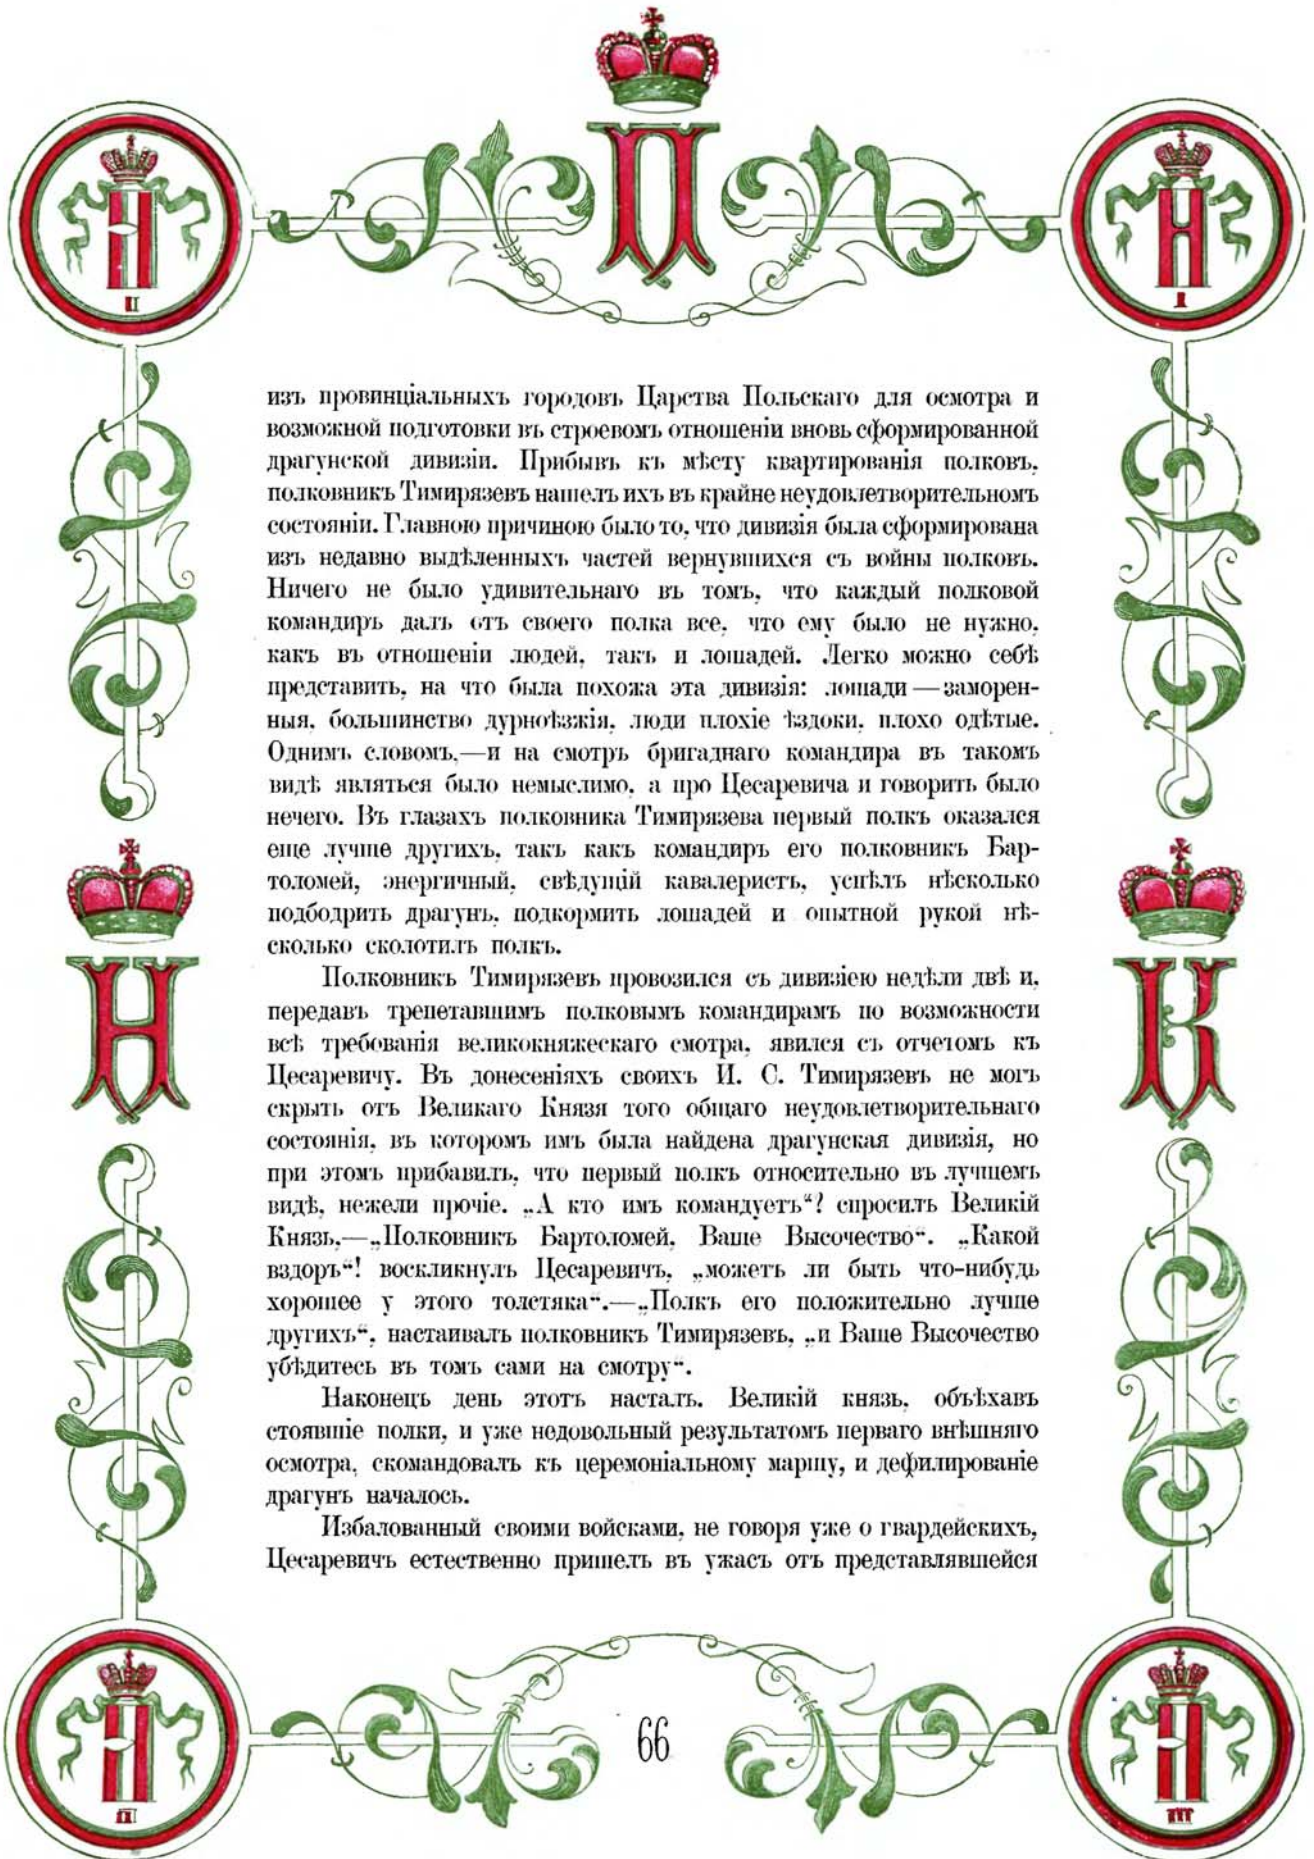 П
II
I
изъ провинціальныхъ городовъ Царства Польскаго для осмотра и
возможной подготовки въ строевомъ отношеніи вновь сформированной
драгунской дивизіи. Прибывъ къ мѣсту квартированія полковъ,
полковникъ Тимирязевъ нашелъ ихъ въ крайне неудовлетворительномъ
состояніи. Главною причиною было то, что дивизія была сформирована
изъ недавно выдѣленныхъ частей вернувшихся съ войны полковъ.
Ничего не было удивительнаго въ томъ, что каждый полковой
командиръ далъ отъ своего полка все, что ему было не нужно,
какъ въ отношеніи людей, такъ и лошадей. Легко можно себѣ
представить, на что была похожа эта дивизія: лошади — заморен-
ныя, большинство дурноѣзжія, люди плохіе ѣздоки, плохо одѣтые.
Однимъ словомъ,—и на смотръ бригаднаго командира въ такомъ
видѣ являться было немыслимо, а про Цесаревича и говорить было
нечего. Въ глазахъ полковника Тимирязева первый полкъ оказался
еще лучше другихъ, такъ какъ командиръ его полковникъ Бар-
толомей, энергичный, свѣдущій кавалеристъ, успѣлъ нѣсколько
подбодрить драгунъ, подкормить лошадей и опытной рукой нѣ-
сколько сколотилъ полкъ.
Полковникъ Тимирязевъ провозился съ дивизіею недѣли двѣ и,
передавъ трепетавшимъ полковымъ командирамъ по возможности
всѣ требованія великокняжескаго смотра, явился съ отчетомъ къ
Цесаревичу. Въ донесеніяхъ своихъ И. С. Тимирязевъ не могъ
скрыть отъ Великаго Князя того общаго неудовлетворительнаго
состоянія, въ которомъ имъ была найдена драгунская дивизія, но
при этомъ прибавилъ, что первый полкъ относительно въ лучшемъ
видѣ, нежели прочіе. „А кто имъ командуетъ“? спросилъ Великій
Князь,—„Полковникъ Бартоломей, Ваше Высочество“. „Какой
вздоръ“! воскликнулъ Цесаревичъ, „можетъ ли быть что-нибудь
хорошее у этого толстяка“.—„Полкъ его положительно лучше
другихъ“, настаивалъ полковникъ Тимирязевъ, „и Ваше Высочество
убѣдитесь въ томъ сами на смотру“.
Наконецъ день этотъ насталъ. Великій князь, объѣхавъ
стоявшіе полки, и уже недовольный результатомъ перваго внѣшняго
осмотра, скомандовалъ къ церемоніальному маршу, и дефилированіе
драгунъ началось.
Избалованный своими войсками, не говоря уже о гвардейскихъ,
Цесаревичъ естественно пришелъ въ ужасъ отъ представлявшейся
Н
К
66
III